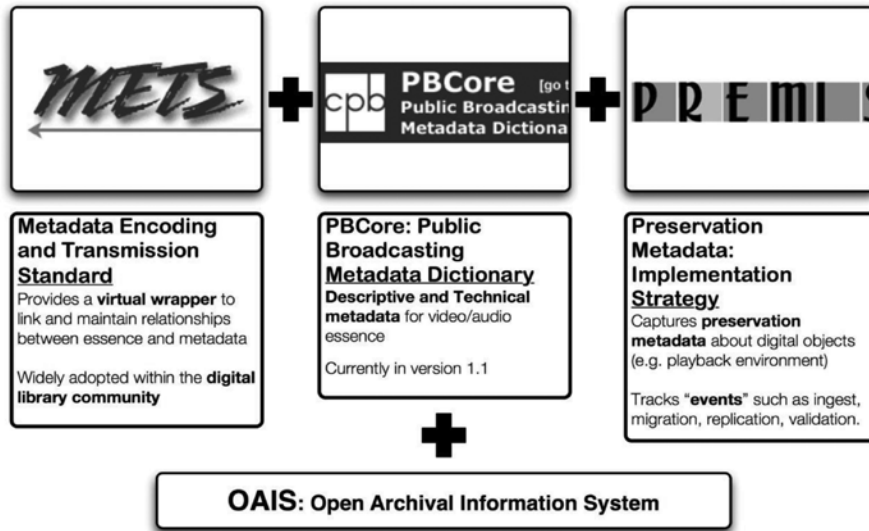 METS
cpb
PBCore [go t
Public Broadcastin
Metadata Dictiona
PREMIS
Metadata Encoding
and Transmission
Standard
Provides a virtual wrapper to
link and maintain relationships
between essence and metadata
Widely adopted within the digital
library community
PBCore: Public
Broadcasting
Metadata Dictionary
Descriptive and Technical
metadata for video/audio
essence
Currently in version 1.1
Preservation
Metadata:
Implementation
Strategy
Captures preservation
metadata about digital objects
(e.g. playback environment)
Tracks “events” such as ingest,
migration, replication, validation.
OAIS: Open Archival Information System